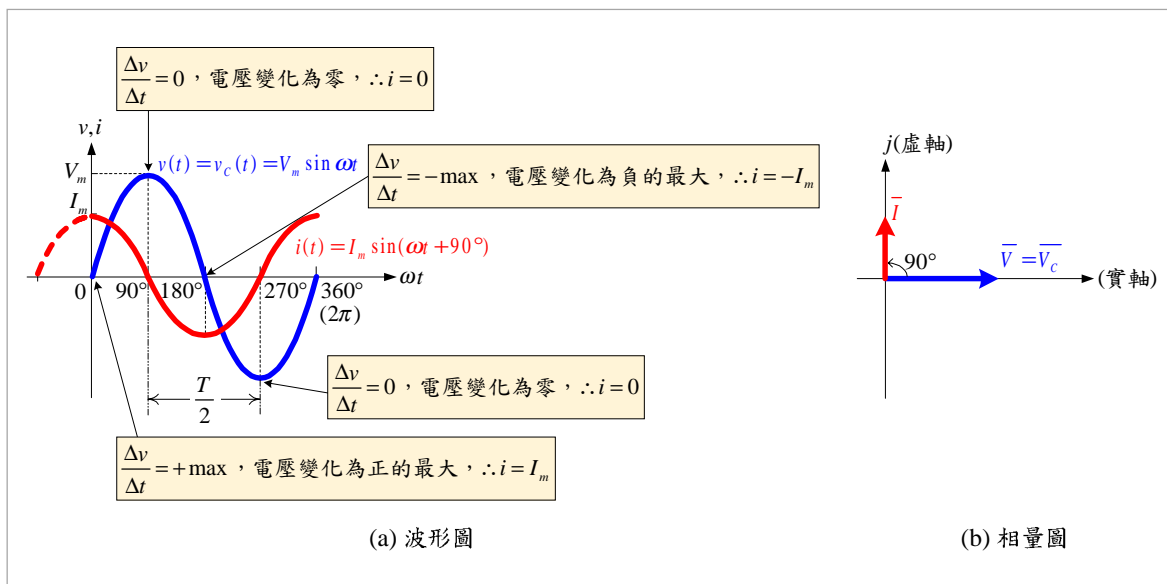 Δv/Δt=0，電壓變化為零，∴i=0
v,i
V_m
v(t)=v_C(t)=V_m sin ωt
Δv/Δt=−max，電壓變化為負的最大，∴i=−I_m
I_m
i(t)=I_m sin(ωt+90°)
ωt
0 90° 180° 270° 360°
(2π)
Δv/Δt=0，電壓變化為零，∴i=0
T/2
Δv/Δt=+max，電壓變化為正的最大，∴i=I_m
(a) 波形圖
j(虛軸)
I̅
90°
V̅=V̅_C
(實軸)
(b) 相量圖